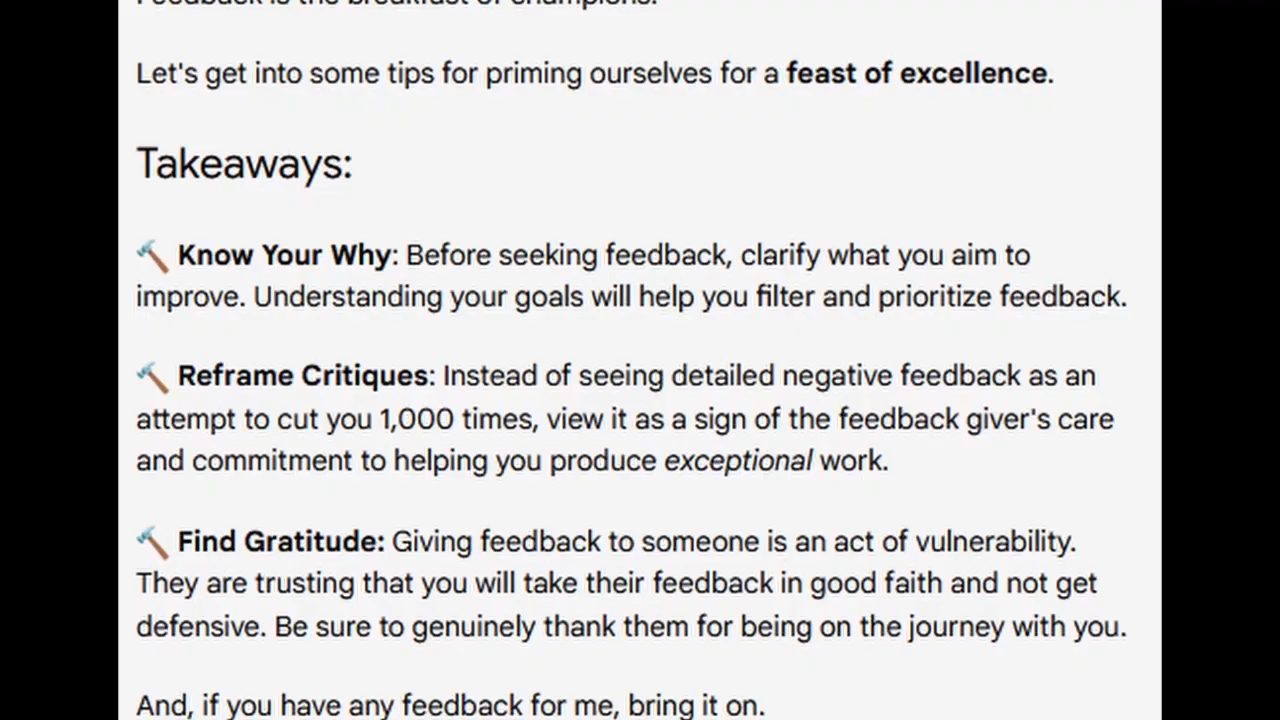 Feedback is the breakfast of champions.
Let's get into some tips for priming ourselves for a feast of excellence.
Takeaways:
🔨 Know Your Why: Before seeking feedback, clarify what you aim to
improve. Understanding your goals will help you filter and prioritize feedback.
🔨 Reframe Critiques: Instead of seeing detailed negative feedback as an
attempt to cut you 1,000 times, view it as a sign of the feedback giver's care
and commitment to helping you produce exceptional work.
🔨 Find Gratitude: Giving feedback to someone is an act of vulnerability.
They are trusting that you will take their feedback in good faith and not get
defensive. Be sure to genuinely thank them for being on the journey with you.
And, if you have any feedback for me, bring it on.